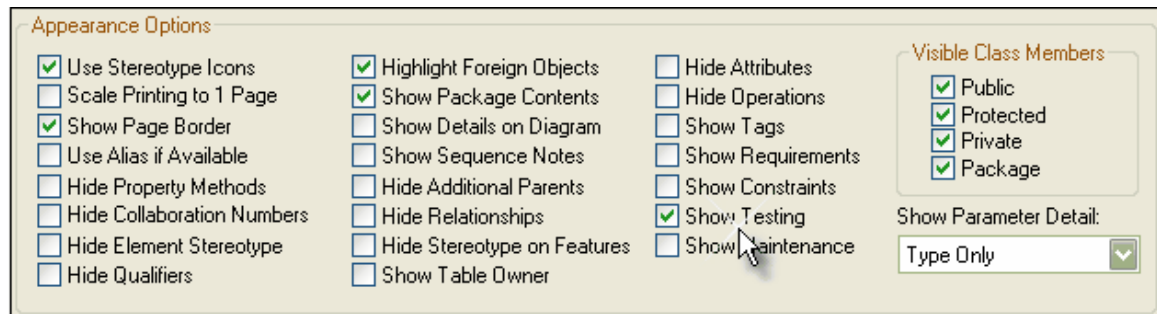 Appearance Options
Use Stereotype Icons
Scale Printing to 1 Page
Show Page Border
Use Alias if Available
Hide Property Methods
Hide Collaboration Numbers
Hide Element Stereotype
Hide Qualifiers
Highlight Foreign Objects
Show Package Contents
Show Details on Diagram
Show Sequence Notes
Hide Additional Parents
Hide Relationships
Hide Stereotype on Features
Show Table Owner
Hide Attributes
Hide Operations
Show Tags
Show Requirements
Show Constraints
Show Testing
Show Maintenance
Visible Class Members
Public
Protected
Private
Package
Show Parameter Detail:
Type Only